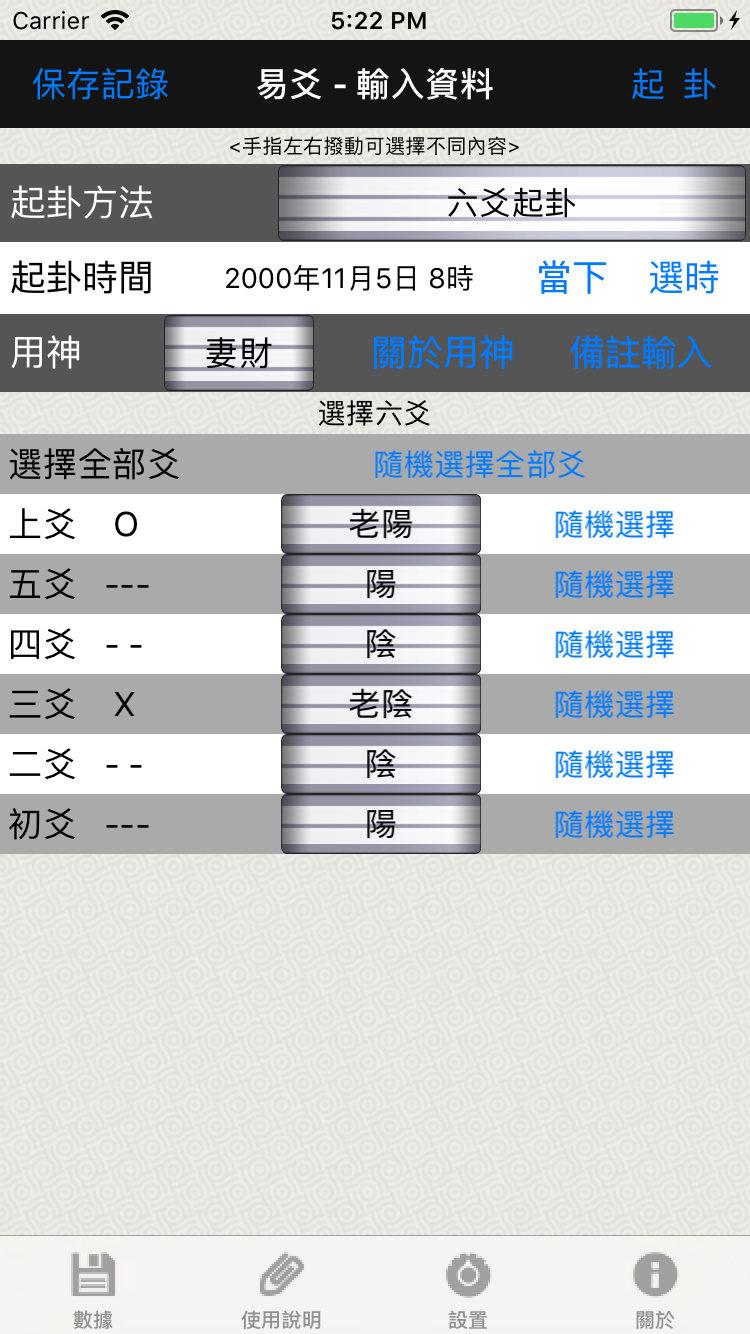 Carrier 5:22 PM
保存記錄 易爻 - 輸入資料 起 卦
<手指左右撥動可選擇不同內容>
起卦方法 六爻起卦
起卦時間 2000年11月5日 8時 當下 選時
用神 妻財 關於用神 備註輸入
選擇六爻
選擇全部爻 隨機選擇全部爻
上爻 O 老陽 隨機選擇
五爻 --- 陽 隨機選擇
四爻 - - 陰 隨機選擇
三爻 X 老陰 隨機選擇
二爻 - - 陰 隨機選擇
初爻 --- 陽 隨機選擇
數據 使用說明 設置 關於